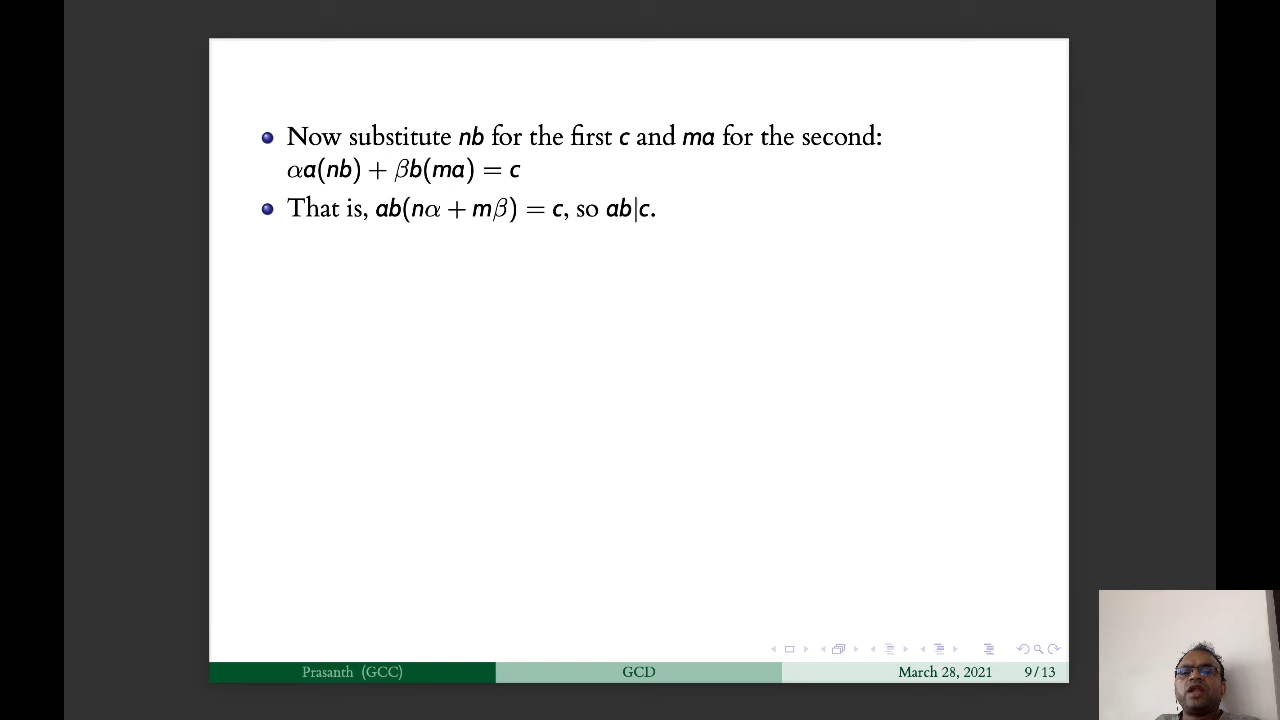 Now substitute nb for the first c and ma for the second:
αa(nb) + βb(ma) = c
That is, ab(nα + mβ) = c, so ab|c.
Prasanth (GCC) GCD March 28, 2021 9/13